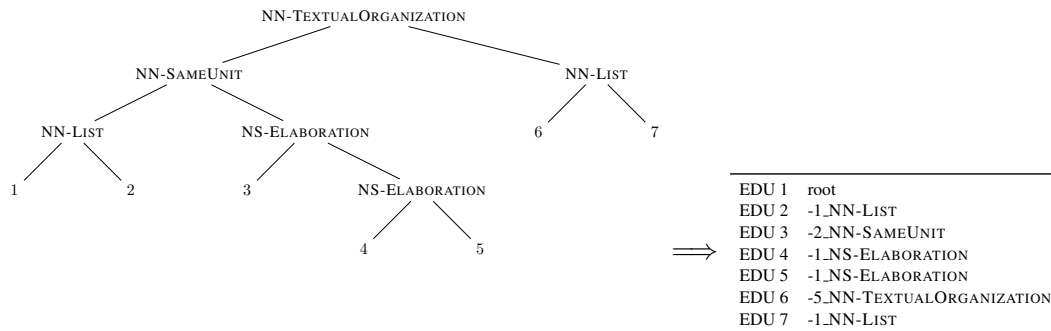 NN-TEXTUALORGANIZATION
NN-SAMEUNIT NN-LIST
NN-LIST NS-ELABORATION 6 7
1 2 3 NS-ELABORATION
4 5
⟹
EDU 1 root
EDU 2 -1_NN-LIST
EDU 3 -2_NN-SAMEUNIT
EDU 4 -1_NS-ELABORATION
EDU 5 -1_NS-ELABORATION
EDU 6 -5_NN-TEXTUALORGANIZATION
EDU 7 -1_NN-LIST